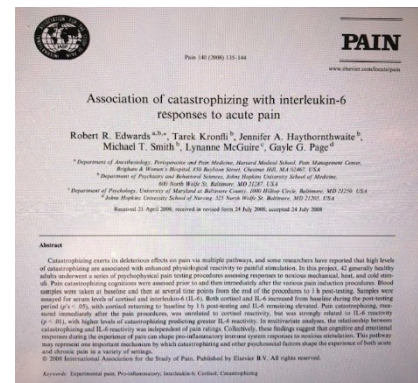 PAIN
Pain 140 (2008) 135–144
www.elsevier.com/locate/pain
Association of catastrophizing with interleukin-6
responses to acute pain
Robert R. Edwards a,b,*, Tarek Kronfli b, Jennifer A. Haythornthwaite b,
Michael T. Smith b, Lynanne McGuire c, Gayle G. Page d
a Department of Anesthesiology, Perioperative and Pain Medicine, Harvard Medical School, Pain Management Center,
Brigham & Women's Hospital, 850 Boylson Street, Chestnut Hill, MA 02467, USA
b Department of Psychiatry and Behavioral Sciences, Johns Hopkins University School of Medicine,
600 North Wolfe St. Baltimore, MD 21287, USA
c Department of Psychology, University of Maryland at Baltimore County, 1000 Hilltop Circle, Baltimore, MD 21250, USA
d Johns Hopkins University School of Nursing, 525 North Wolfe St. Baltimore, MD 21205, USA
Received 21 April 2008; received in revised form 24 July 2008; accepted 24 July 2008
Abstract
Catastrophizing exerts its deleterious effects on pain via multiple pathways, and some researchers have reported that high levels
of catastrophizing are associated with enhanced physiological reactivity to painful stimulation. In this project, 42 generally healthy
adults underwent a series of psychophysical pain testing procedures assessing responses to noxious mechanical, heat, and cold stim-
uli. Pain catastrophizing cognitions were assessed prior to and then immediately after the various pain induction procedures. Blood
samples were taken at baseline and then at several time points from the end of the procedures to 1 h post-testing. Samples were
assayed for serum levels of cortisol and interleukin-6 (IL-6). Both cortisol and IL-6 increased from baseline during the post-testing
period (p's < .05), with cortisol returning to baseline by 1 h post-testing and IL-6 remaining elevated. Pain catastrophizing, mea-
sured immediately after the pain procedures, was unrelated to cortisol reactivity, but was strongly related to IL-6 reactivity
(p < .01), with higher levels of catastrophizing predicting greater IL-6 reactivity. In multivariate analyses, the relationship between
catastrophizing and IL-6 reactivity was independent of pain ratings. Collectively, these findings suggest that cognitive and emotional
responses during the experience of pain can shape pro-inflammatory immune system responses to noxious stimulation. This pathway
may represent one important mechanism by which catastrophizing and other psychosocial factors shape the experience of both acute
and chronic pain in a variety of settings.
© 2008 International Association for the Study of Pain. Published by Elsevier B.V. All rights reserved.
Keywords: Experimental pain; Pro-inflammatory; Interleukin-6; Cortisol; Catastrophizing